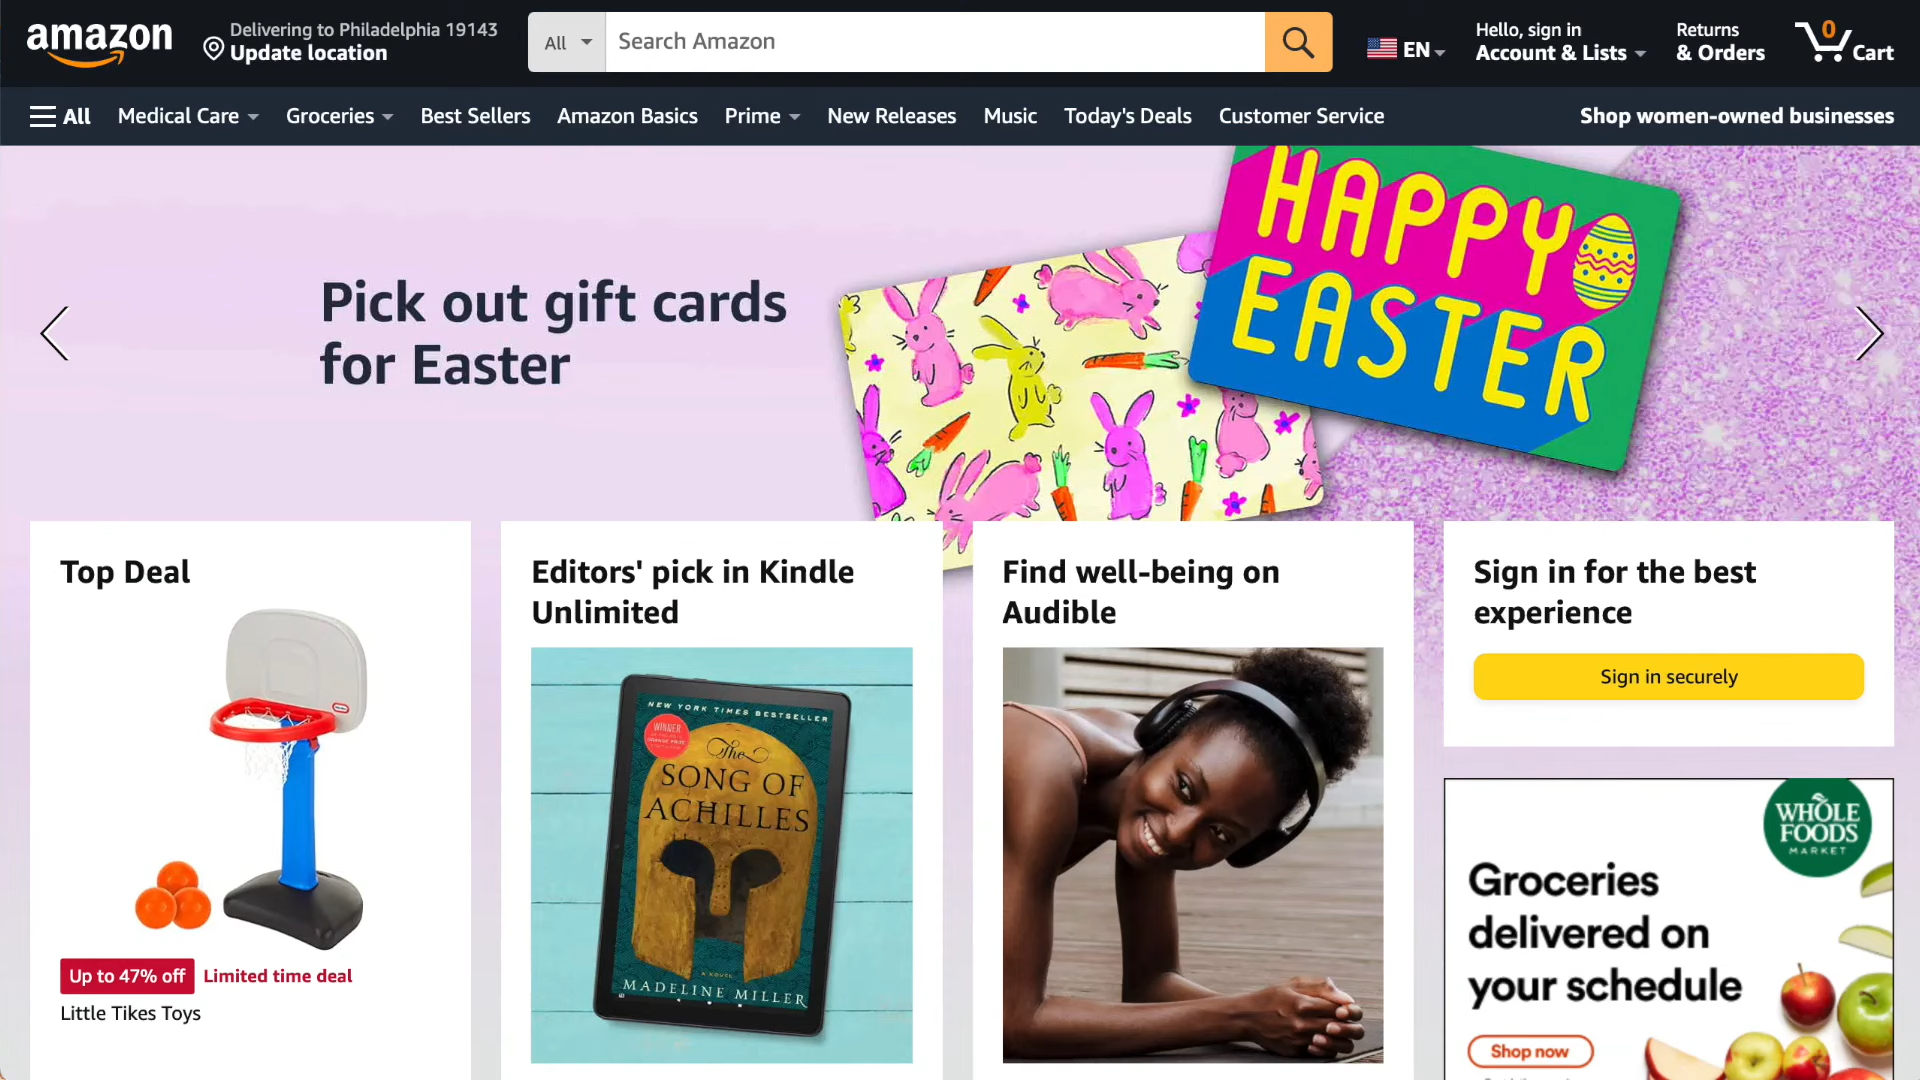 amazon
Delivering to Philadelphia 19143
Update location
All
Search Amazon
EN
Hello, sign in
Account & Lists
Returns
& Orders
0
Cart
All
Medical Care
Groceries
Best Sellers
Amazon Basics
Prime
New Releases
Music
Today's Deals
Customer Service
Shop women-owned businesses
Pick out gift cards
for Easter
HAPPY
EASTER
Top Deal
Up to 47% off
Limited time deal
Little Tikes Toys
Editors' pick in Kindle
Unlimited
NEW YORK TIMES BESTSELLER
WINNER
The
SONG OF
ACHILLES
A NOVEL
MADELINE MILLER
Find well-being on
Audible
Sign in for the best
experience
Sign in securely
WHOLE
FOODS
MARKET
Groceries
delivered on
your schedule
Shop now